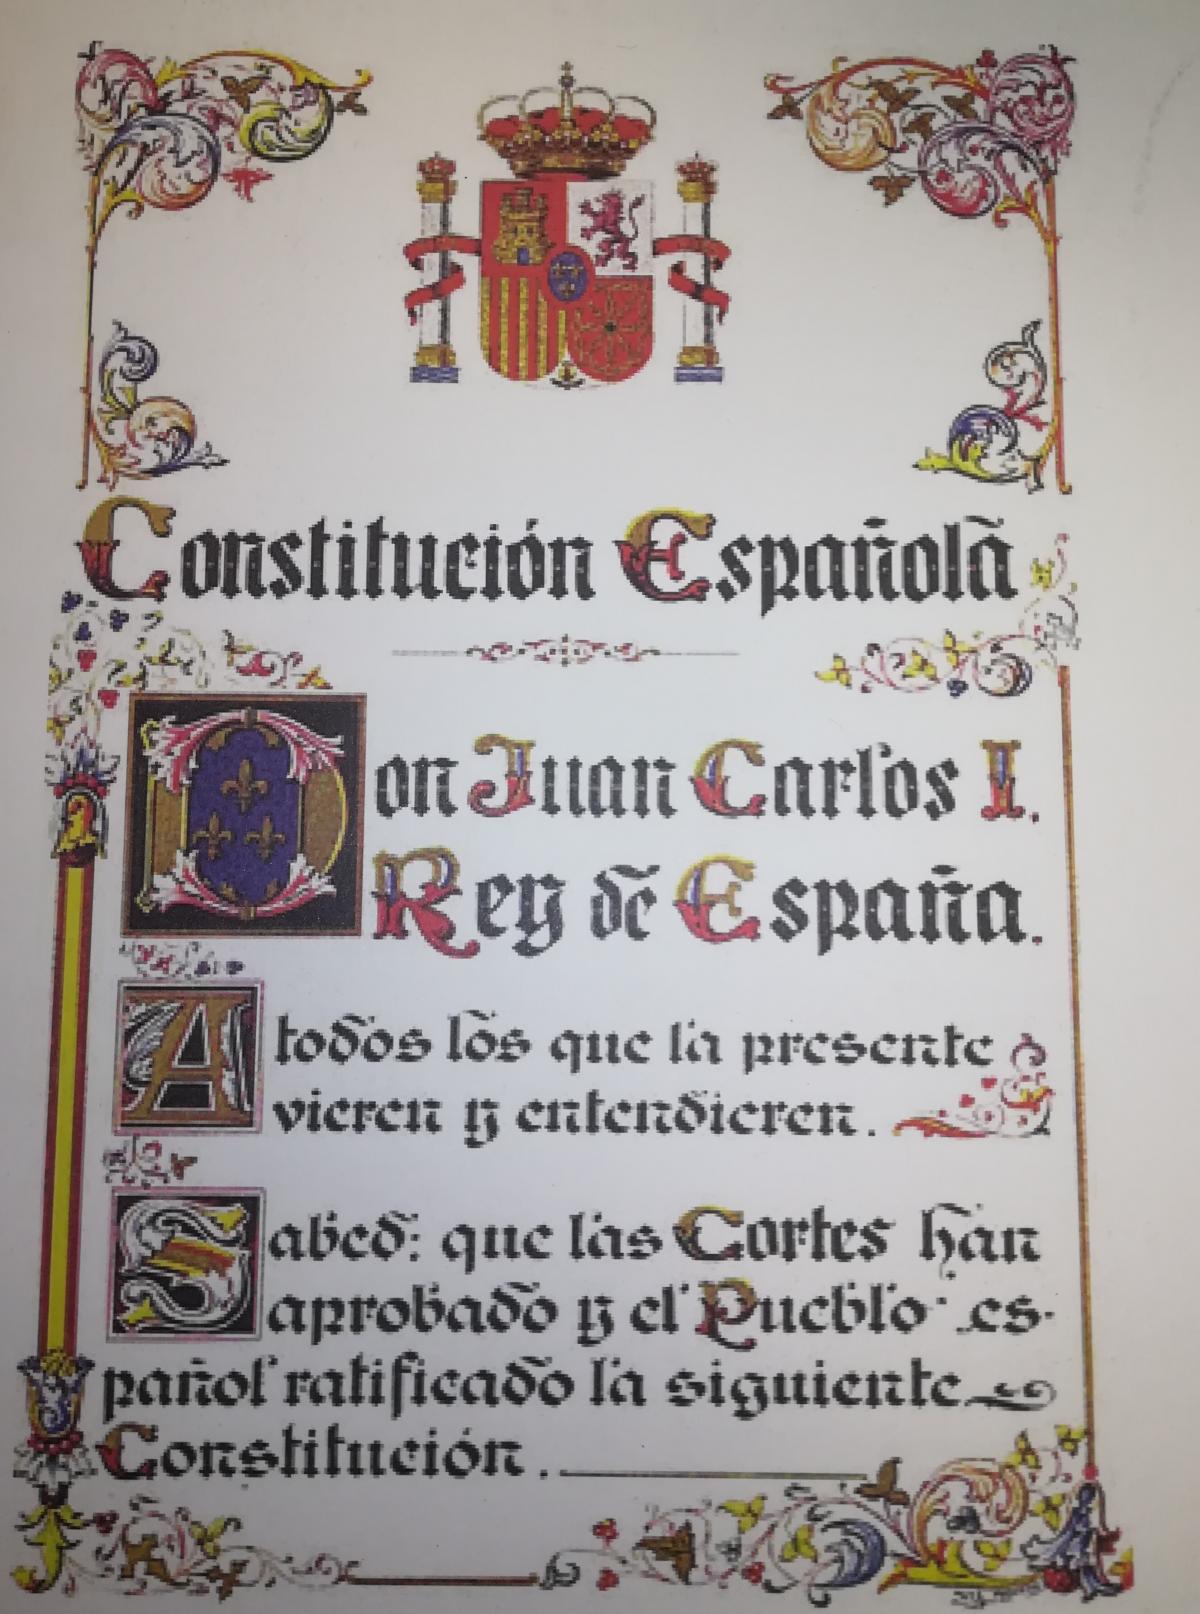 Constitución Española
Don Juan Carlos I.
Rey de España.
A todos los que la presente
vieren y entendieren.
Sabed: que las Cortes han
aprobado y el Pueblo es-
pañol ratificado la siguiente
Constitución.